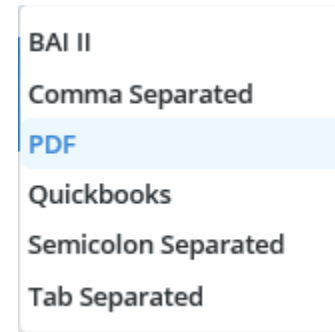 BAI II
Comma Separated
PDF
Quickbooks
Semicolon Separated
Tab Separated